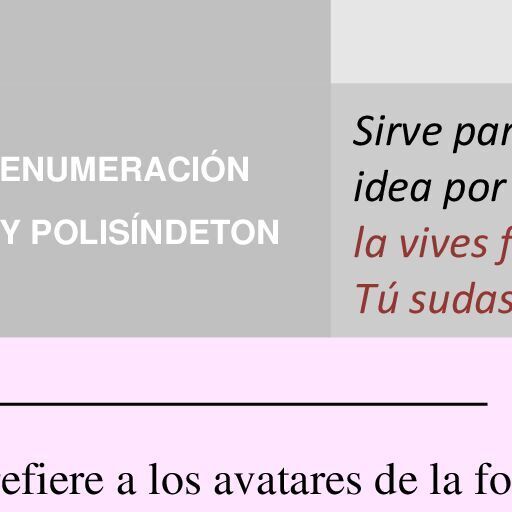 ENUMERACIÓN
Y POLISÍNDETON
Sirve par
idea por
la vives f
Tú sudas
efiere a los avatares de la fo